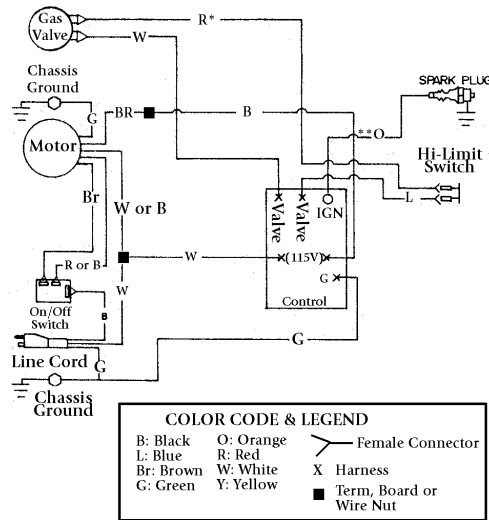 Gas
Valve
R*
W
Chassis
Ground
G
BR
B
SPARK PLUG
**O
Motor
Hi-Limit
Switch
Br
W or B
Valve
Valve
IGN
L
R or B
W
(115V)
G
Control
W
On/Off
Switch
B
G
Line Cord
G
Chassis
Ground
COLOR CODE & LEGEND
B: Black
O: Orange
Female Connector
L: Blue
R: Red
Br: Brown
W: White
X Harness
G: Green
Y: Yellow
Term, Board or
Wire Nut